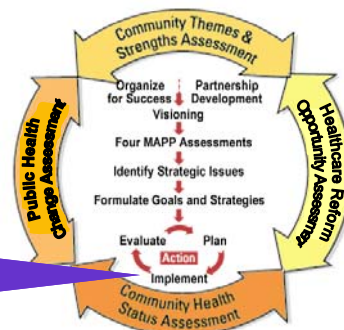 Community Themes &
Strengths Assessment
Organize Partnership
for Success Development
Visioning
Four MAPP Assessments
Identify Strategic Issues
Formulate Goals and Strategies
Evaluate Plan
Action
Implement
Public Health
Change Assessment
Healthcare Reform
Opportunity Assessmay
Community Health
Status Assessment